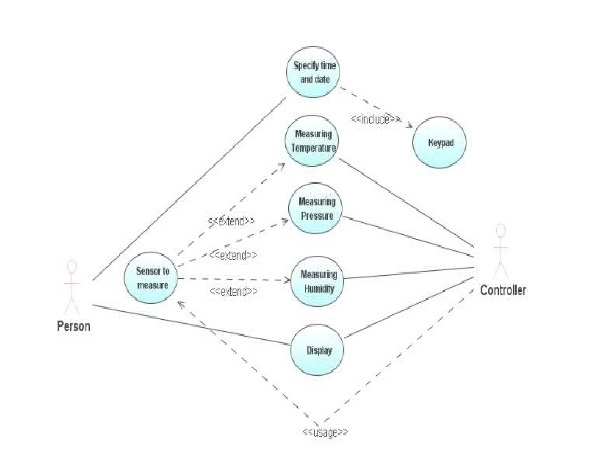 Specify time
and date
<<include>>
Keypad
Measuring
Temperature
Measuring
Pressure
<<extend>>
<<extend>>
Sensor to
measure
<<extend>>
Measuring
Humidity
Controller
Person
Display
<<usage>>